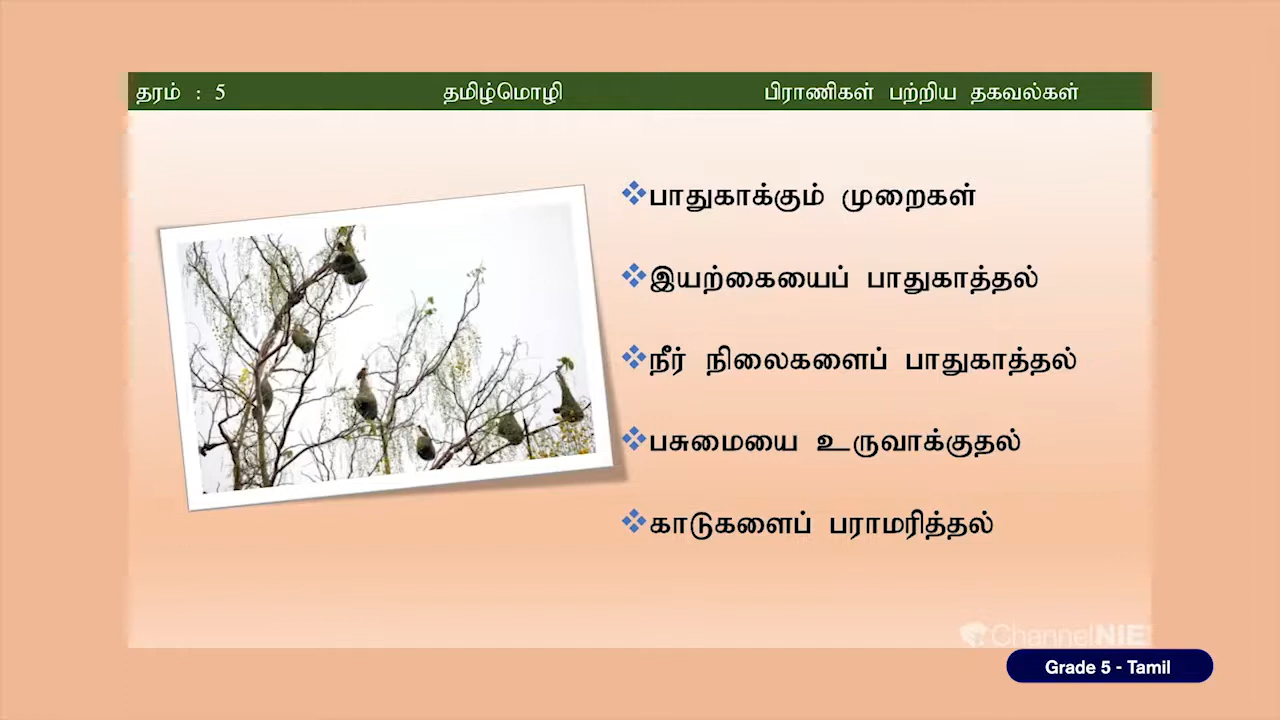 தரம் : 5 தமிழ்மொழி பிராணிகள் பற்றிய தகவல்கள்
பாதுகாக்கும் முறைகள்
இயற்கையைப் பாதுகாத்தல்
நீர் நிலைகளைப் பாதுகாத்தல்
பசுமையை உருவாக்குதல்
காடுகளைப் பராமரித்தல்
ChannelNIE
Grade 5 - Tamil